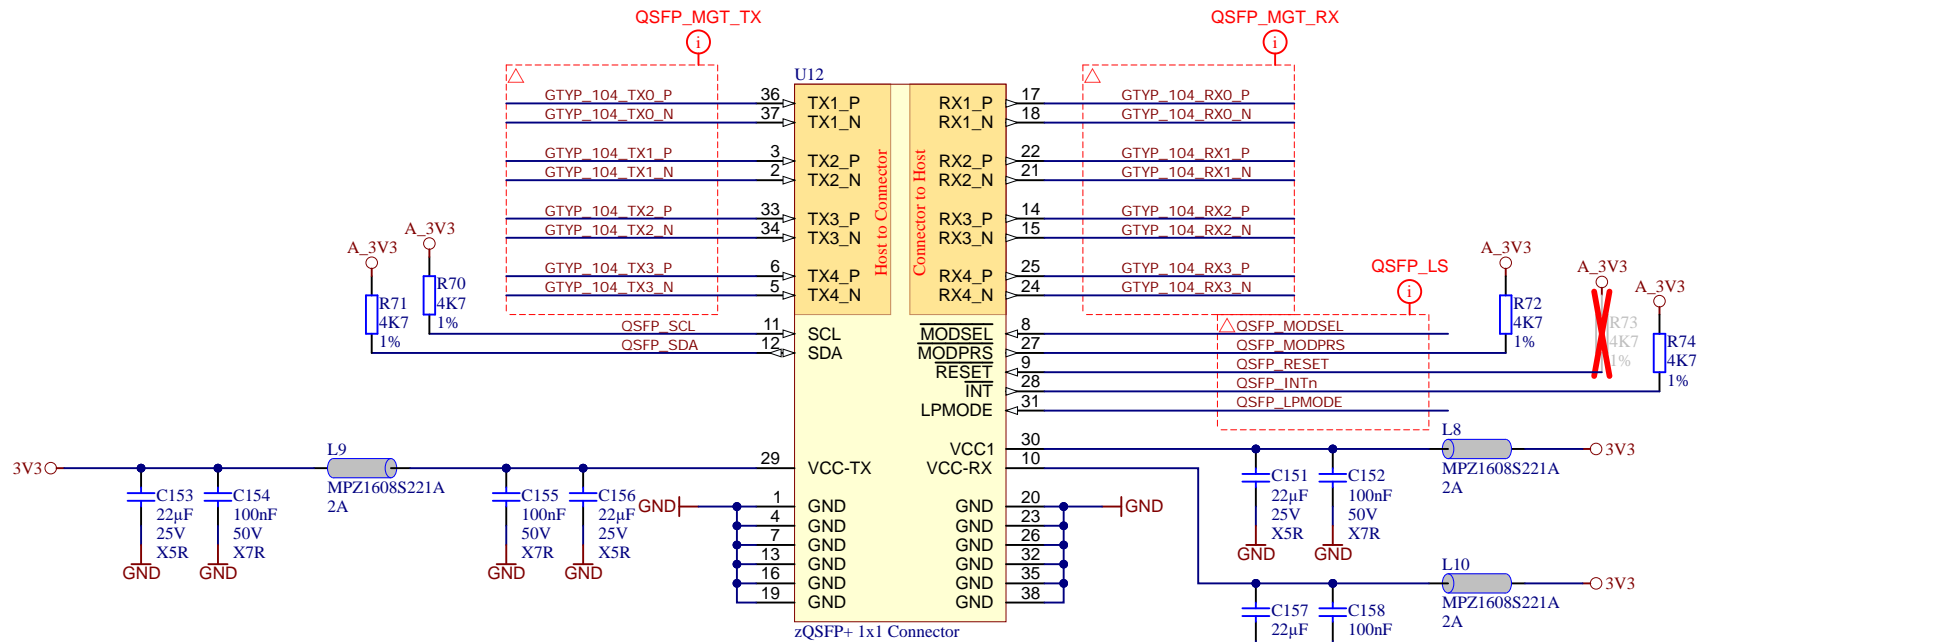 QSFP_MGT_TX
QSFP_MGT_RX
i
i
U12
GTYP_104_TX0_P 36 TX1_P RX1_P 17 GTYP_104_RX0_P
GTYP_104_TX0_N 37 TX1_N RX1_N 18 GTYP_104_RX0_N
GTYP_104_TX1_P 3 TX2_P RX2_P 22 GTYP_104_RX1_P
GTYP_104_TX1_N 2 TX2_N RX2_N 21 GTYP_104_RX1_N
GTYP_104_TX2_P 33 TX3_P RX3_P 14 GTYP_104_RX2_P
GTYP_104_TX2_N 34 TX3_N RX3_N 15 GTYP_104_RX2_N
GTYP_104_TX3_P 6 TX4_P RX4_P 25 GTYP_104_RX3_P
GTYP_104_TX3_N 5 TX4_N RX4_N 24 GTYP_104_RX3_N
Host to Connector
Connector to Host
A_3V3
R71
4K7
1%
A_3V3
R70
4K7
1%
QSFP_SCL 11 SCL
QSFP_SDA 12 SDA
QSFP_LS
i
MODSEL 8 QSFP_MODSEL
MODPRS 27 QSFP_MODPRS
RESET 9 QSFP_RESET
INT 28 QSFP_INTn
LPMODE 31 QSFP_LPMODE
A_3V3
R72
4K7
1%
A_3V3
R73
4K7
1%
A_3V3
R74
4K7
1%
3V3
L9
MPZ1608S221A
2A
29 VCC-TX
VCC1 30
VCC-RX 10
L8
MPZ1608S221A
2A
3V3
C153
22µF
25V
X5R
GND
C154
100nF
50V
X7R
GND
C155
100nF
50V
X7R
GND
C156
22µF
25V
X5R
GND
GND
1 GND GND 20
4 GND GND 23
7 GND GND 26
13 GND GND 32
16 GND GND 35
19 GND GND 38
GND
C151
22µF
25V
X5R
GND
C152
100nF
50V
X7R
GND
L10
MPZ1608S221A
2A
3V3
C157
22µF
C158
100nF
zQSFP+ 1x1 Connector